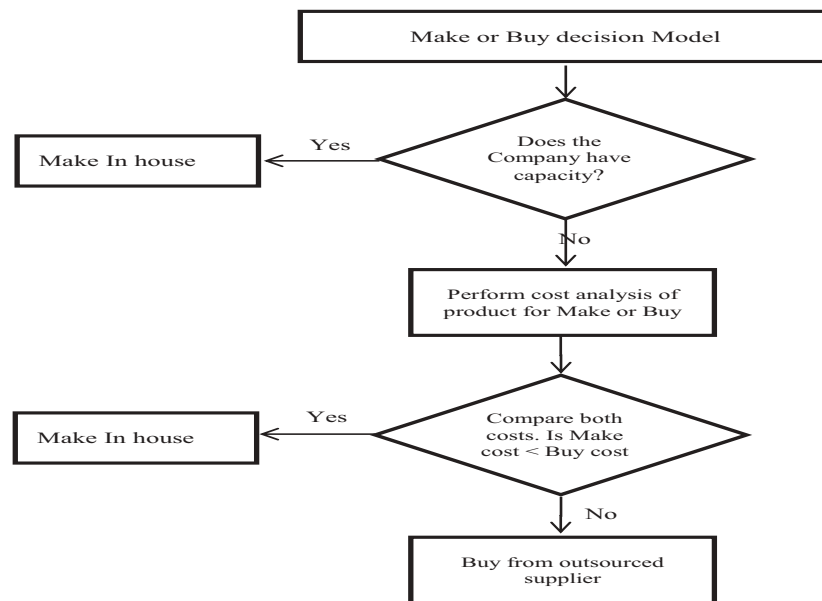 Make or Buy decision Model
Does the
Company have
capacity?
Yes
Make In house
No
Perform cost analysis of
product for Make or Buy
Compare both
costs. Is Make
cost < Buy cost
Yes
Make In house
No
Buy from outsourced
supplier